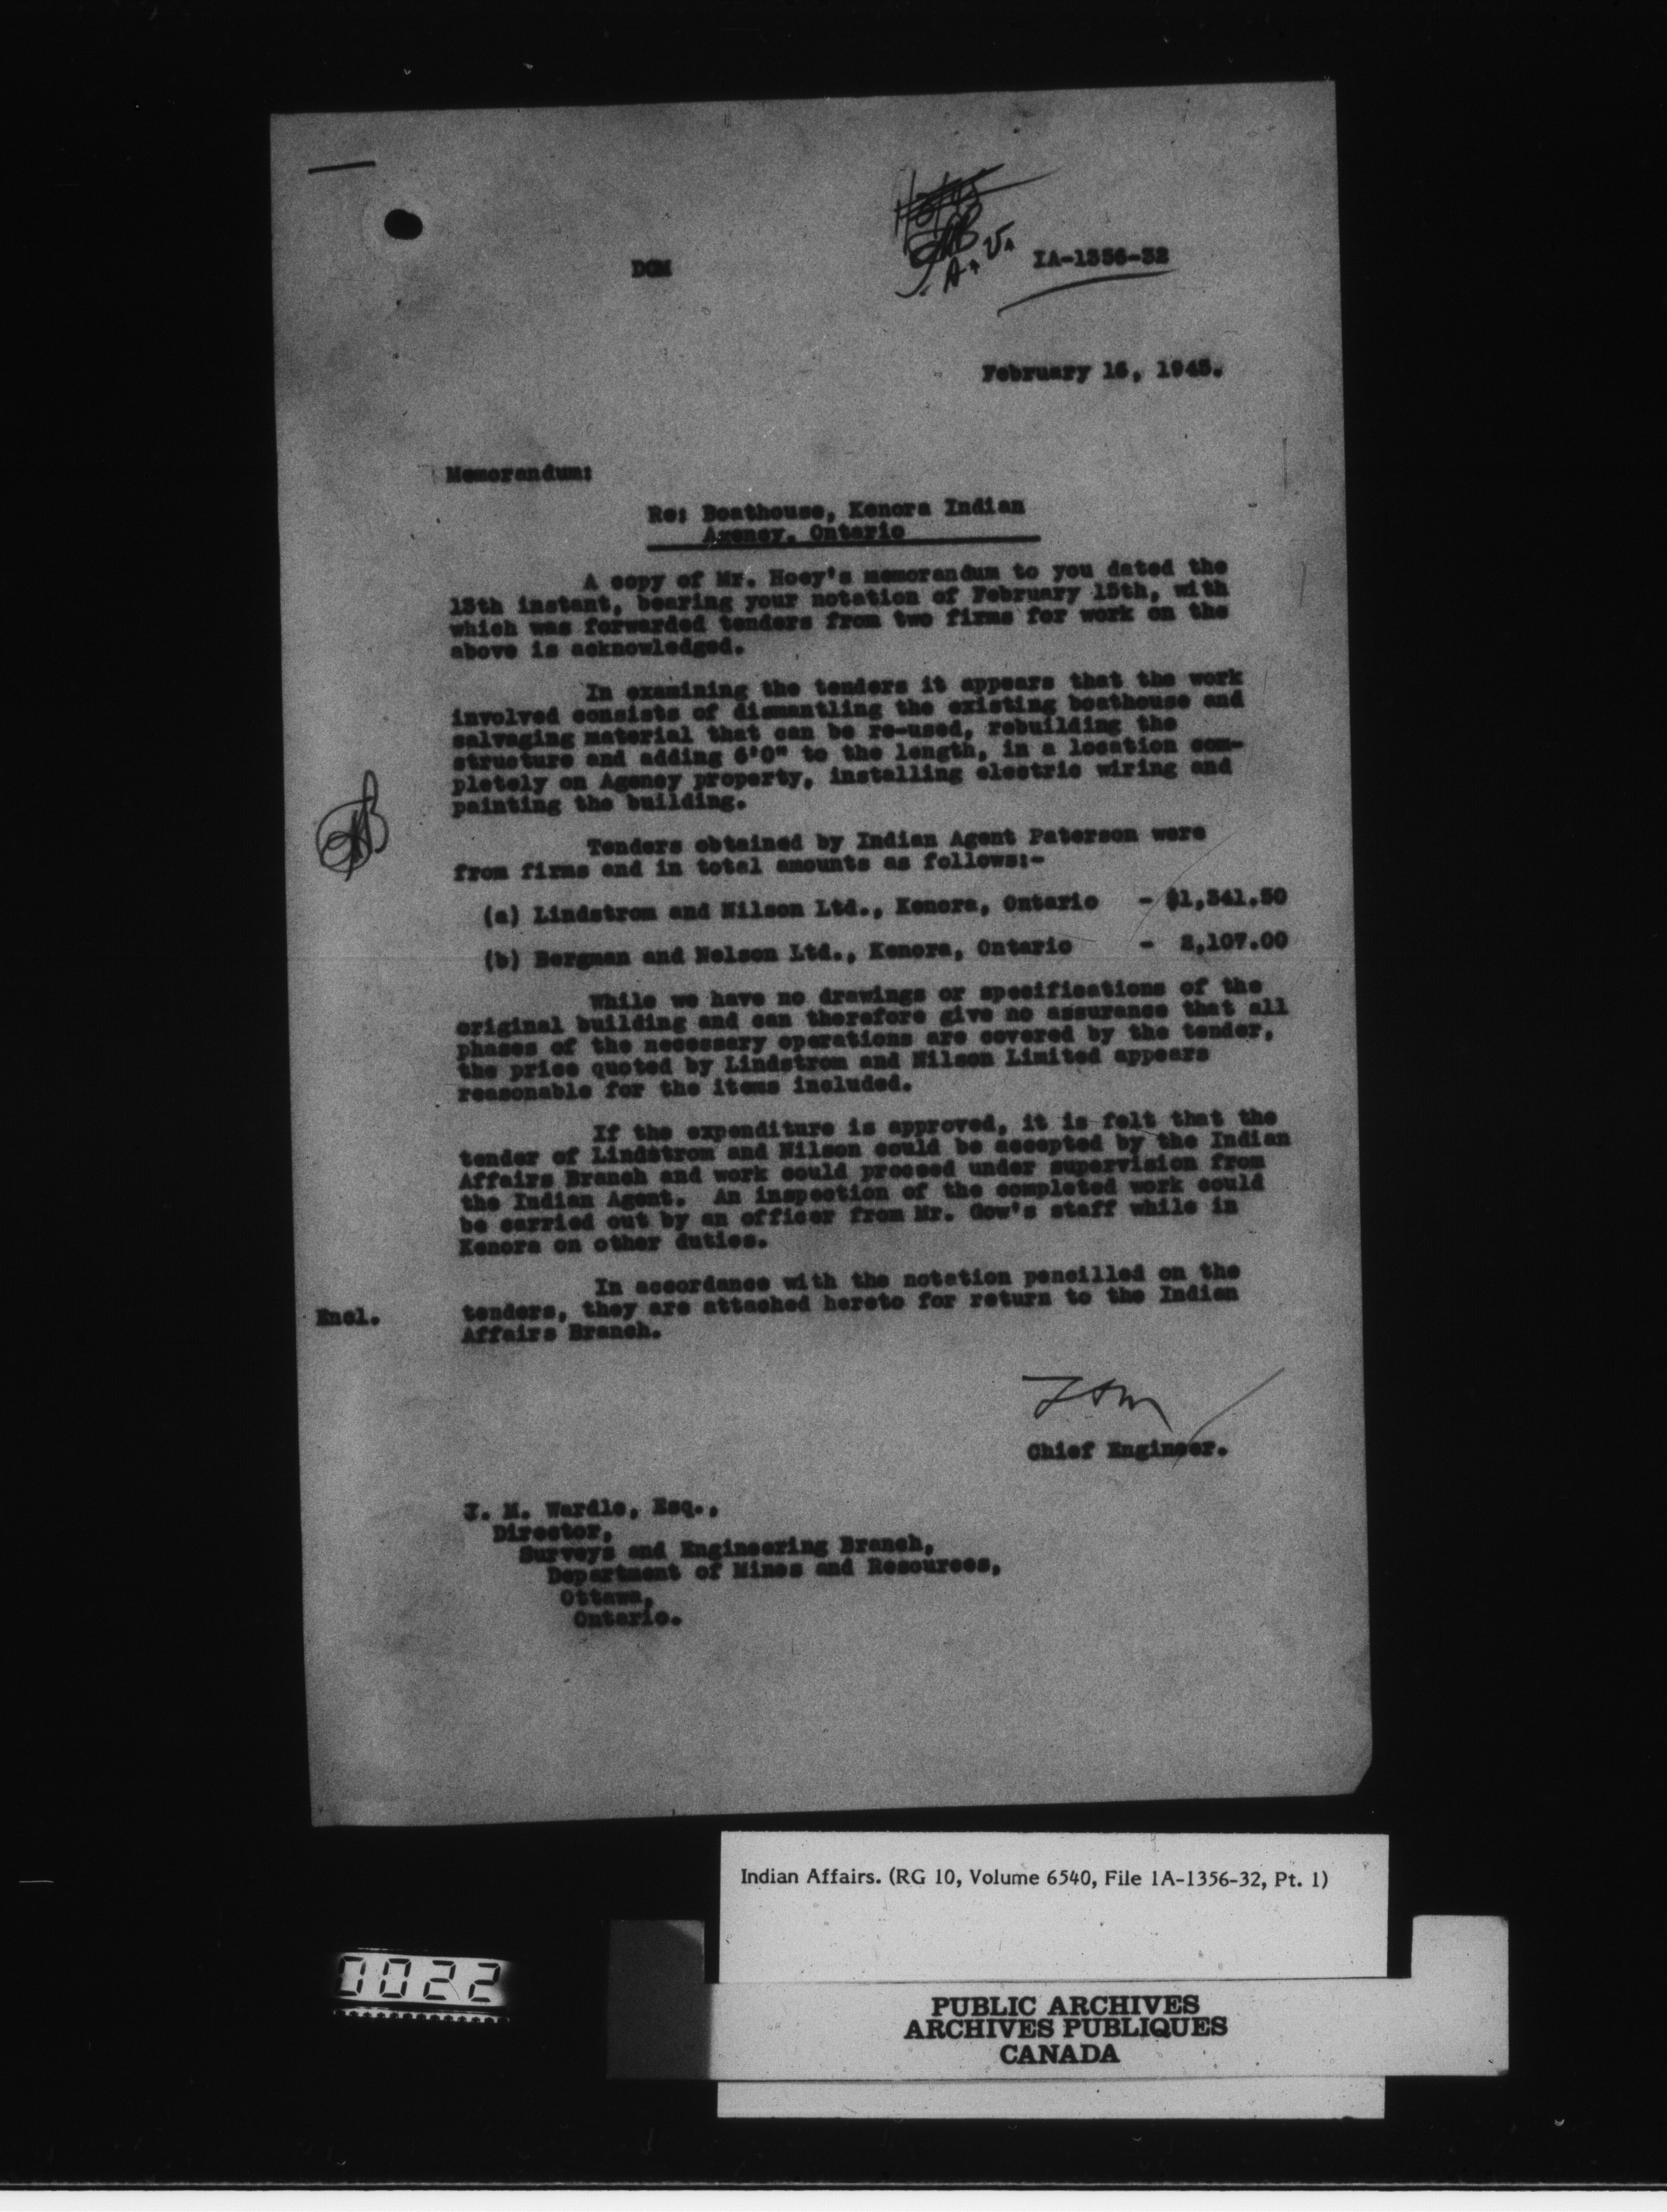 DGM
IA-1356-32
February 16, 1945.
Memorandum:
Re: Boathouse, Kenora Indian
Agency, Ontario
A copy of Mr. Hoey's memorandum to you dated the
13th instant, bearing your notation of February 15th, with
which was forwarded tenders from two firms for work on the
above is acknowledged.
In examining the tenders it appears that the work
involved consists of dismantling the existing boathouse and
salvaging material that can be re-used, rebuilding the
structure and adding 6'0" to the length, in a location com-
pletely on Agency property, installing electric wiring and
painting the building.
Tenders obtained by Indian Agent Paterson were
from firms and in total amounts as follows:-
(a) Lindstrom and Nilson Ltd., Kenora, Ontario - $1,341.50
(b) Bergman and Nelson Ltd., Kenora, Ontario - 2,107.00
While we have no drawings or specifications of the
original building and can therefore give no assurance that all
phases of the necessary operations are covered by the tender,
the price quoted by Lindstrom and Nilson Limited appears
reasonable for the items included.
If the expenditure is approved, it is felt that the
tender of Lindstrom and Nilson could be accepted by the Indian
Affairs Branch and work could proceed under supervision from
the Indian Agent. An inspection of the completed work could
be carried out by an officer from Mr. Gow's staff while in
Kenora on other duties.
In accordance with the notation pencilled on the
Encl. tenders, they are attached hereto for return to the Indian
Affairs Branch.
Chief Engineer.
J. M. Wardle, Esq.,
Director,
Surveys and Engineering Branch,
Department of Mines and Resources,
Ottawa,
Ontario.
Indian Affairs. (RG 10, Volume 6540, File 1A-1356-32, Pt. 1)
0022
PUBLIC ARCHIVES
ARCHIVES PUBLIQUES
CANADA